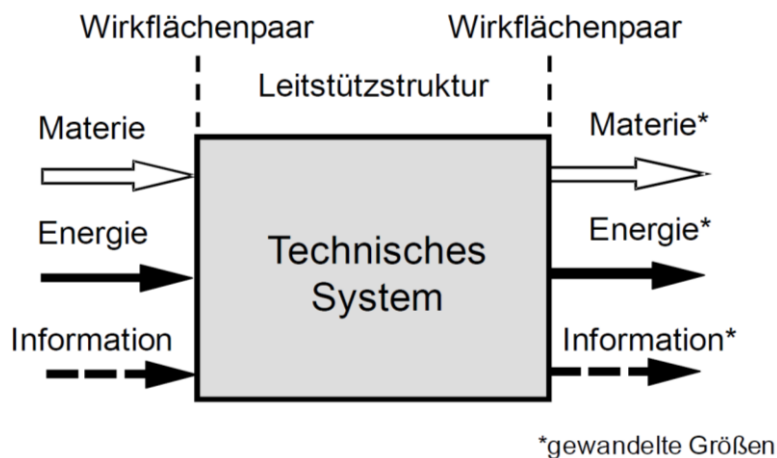 Wirkflächenpaar
Wirkflächenpaar
Leitstützstruktur
Materie
Materie*
Energie
Energie*
Technisches
System
Information
Information*
*gewandelte Größen